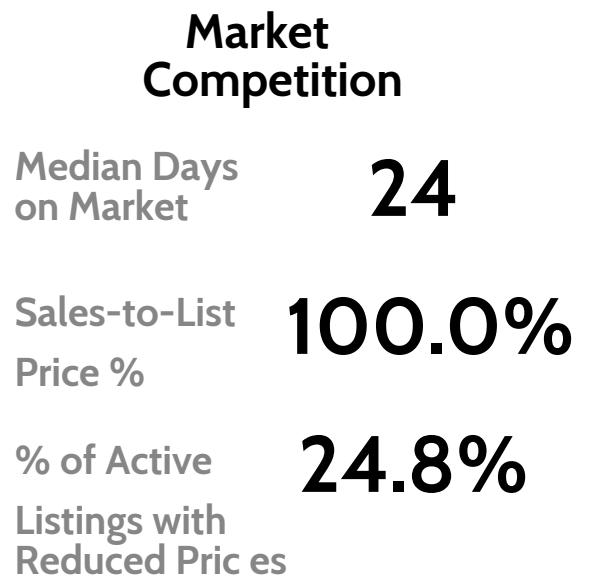 Market
Competition
Median Days
on Market
24
Sales-to-List
Price %
100.0%
% of Active
Listings with
Reduced Pric es
24.8%